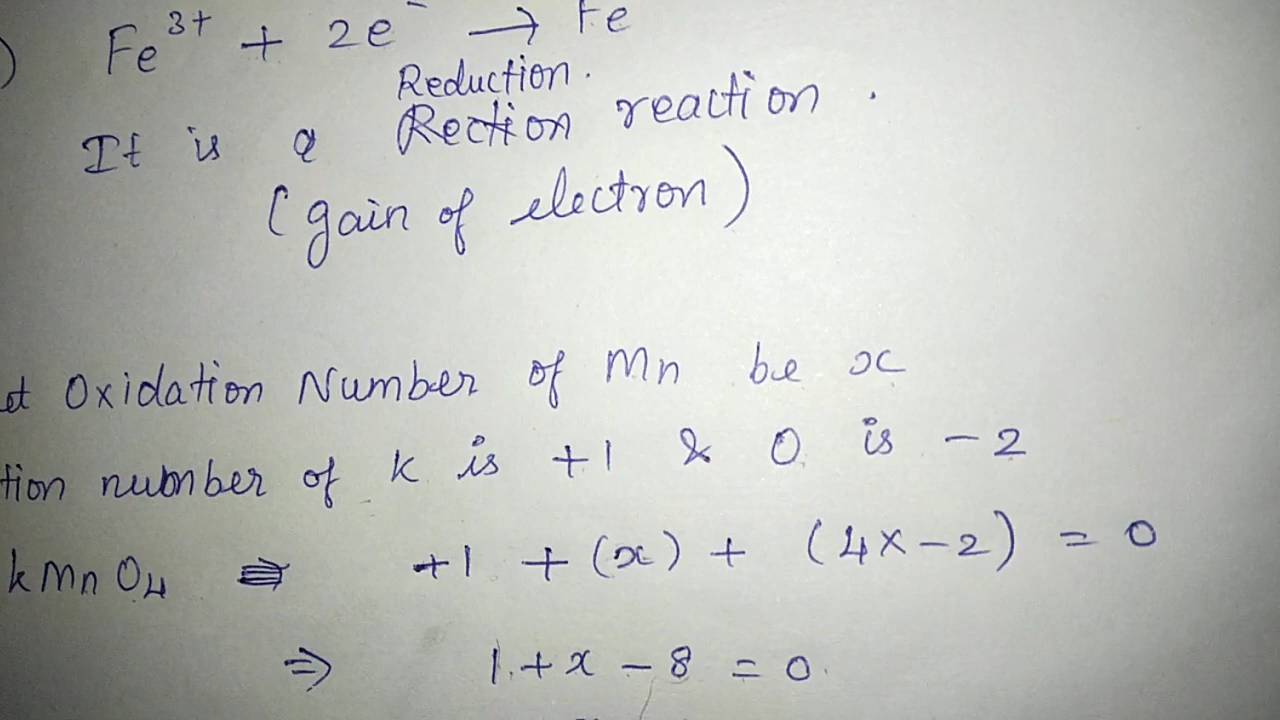 ) Fe³⁺ + 2e⁻ → Fe
Reduction.
It is a Rection reaction.
(gain of electron)
et Oxidation Number of Mn be x
tion number of k is +1 & O is -2
kMnO₄ ⇒ +1 + (x) + (4x-2) = 0
⇒ 1 + x - 8 = 0.